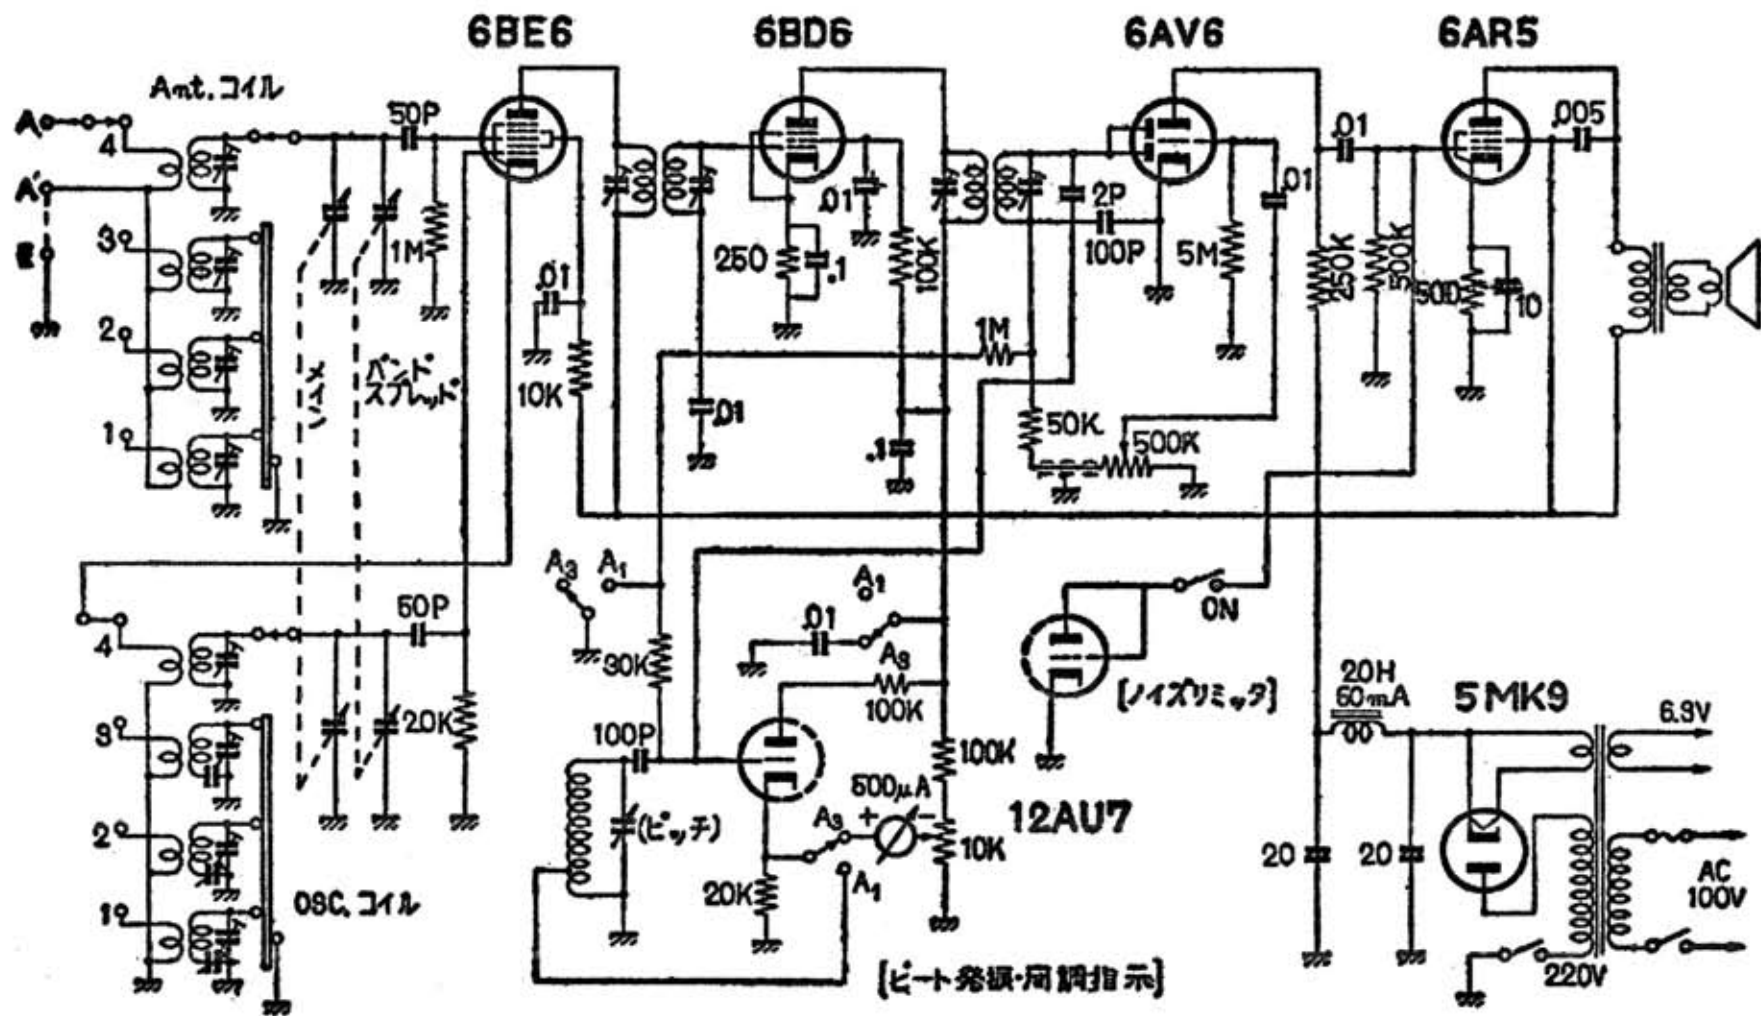 6BE6
6BD6
6AV6
6AR5
Ant.コイル
A
A'
E
4
3
2
1
50P
1M
メイン
バンド
スプレッド
.01
10K
.01
250
.1
.01
100K
.1
2P
100P
5M
.01
1M
50K
500K
.01
250K
500K
500
10
.005
4
3
2
1
OSC.コイル
50P
20K
A₃
A₁
30K
100P
(ピッチ)
A₁
.01
A₃
100K
100K
500μA
+
-
10K
A₃
A₁
20K
12AU7
ON
[ノイズリミッタ]
[ビート発振・同調指示]
20H
60mA
5MK9
6.3V
20
20
AC
100V
220V